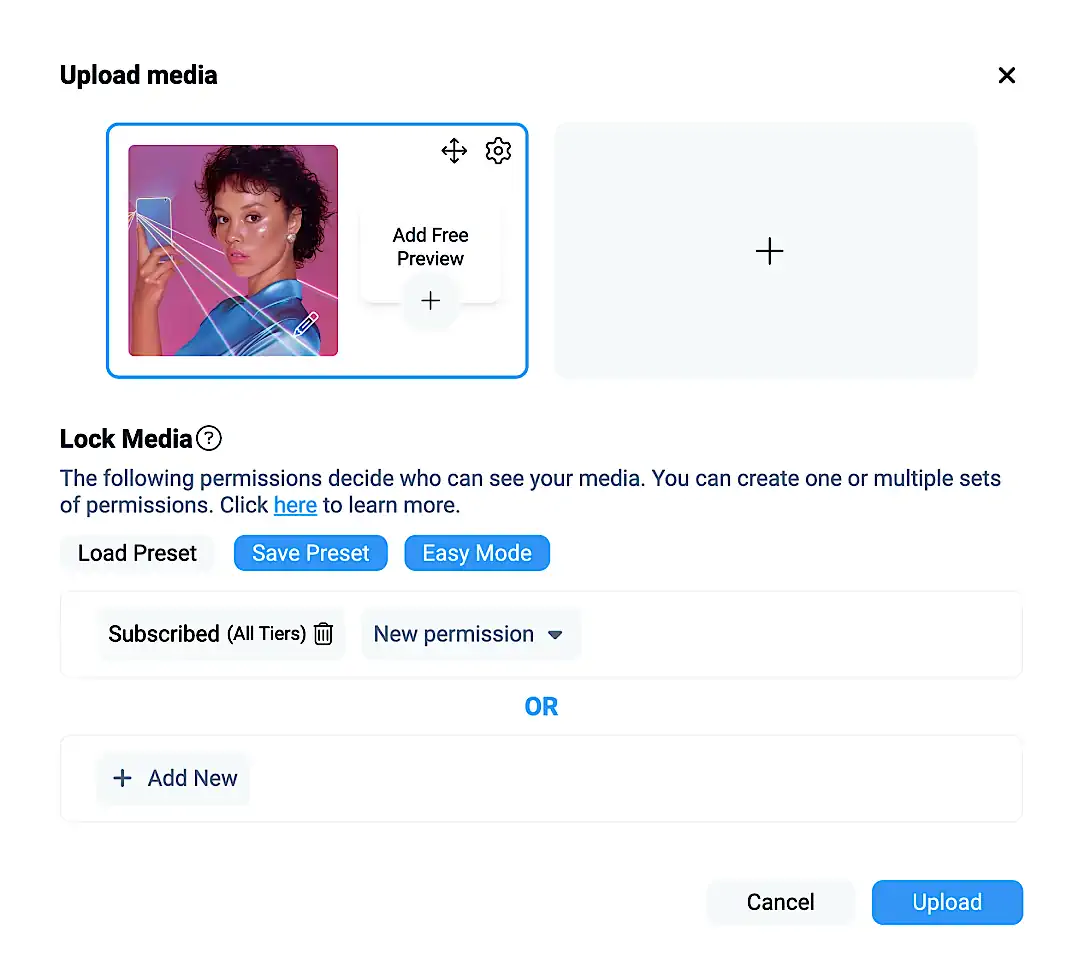 Upload media
Add Free
Preview
Lock Media
The following permissions decide who can see your media. You can create one or multiple sets
of permissions. Click here to learn more.
Load Preset Save Preset Easy Mode
Subscribed (All Tiers) New permission
OR
+ Add New
Cancel Upload